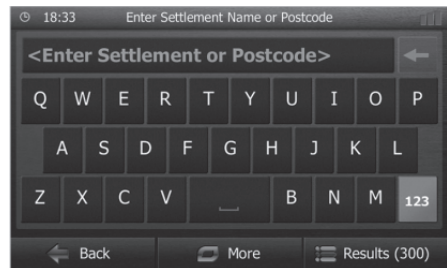 18:33 Enter Settlement Name or Postcode
<Enter Settlement or Postcode>
Q W E R T Y U I O P
A S D F G H J K L
Z X C V B N M 123
Back More Results (300)